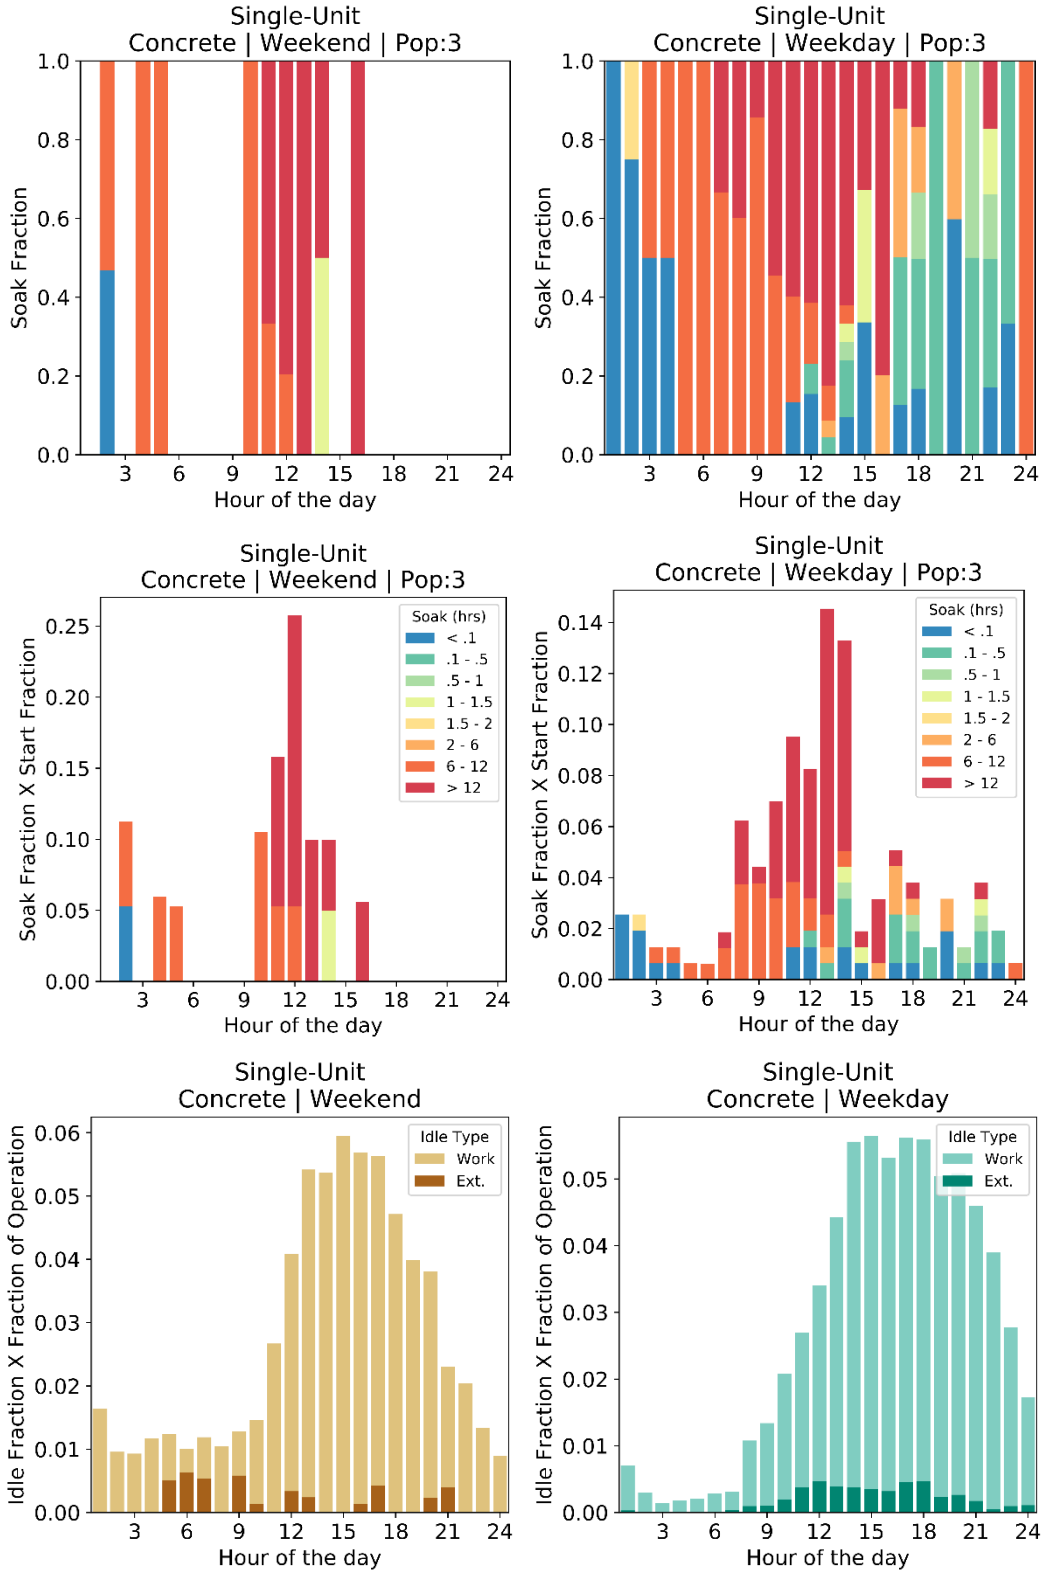 Single-Unit
Concrete | Weekend | Pop:3
1.0
0.8
0.6
0.4
0.2
0.0
Soak Fraction
3 6 9 12 15 18 21 24
Hour of the day
Single-Unit
Concrete | Weekday | Pop:3
1.0
0.8
0.6
0.4
0.2
0.0
Soak Fraction
3 6 9 12 15 18 21 24
Hour of the day
Single-Unit
Concrete | Weekend | Pop:3
0.25
0.20
0.15
0.10
0.05
0.00
Soak Fraction X Start Fraction
Soak (hrs)
< .1
.1 - .5
.5 - 1
1 - 1.5
1.5 - 2
2 - 6
6 - 12
> 12
3 6 9 12 15 18 21 24
Hour of the day
Single-Unit
Concrete | Weekday | Pop:3
0.14
0.12
0.10
0.08
0.06
0.04
0.02
0.00
Soak Fraction X Start Fraction
Soak (hrs)
< .1
.1 - .5
.5 - 1
1 - 1.5
1.5 - 2
2 - 6
6 - 12
> 12
3 6 9 12 15 18 21 24
Hour of the day
Single-Unit
Concrete | Weekend
0.06
0.05
0.04
0.03
0.02
0.01
0.00
Idle Fraction X Fraction of Operation
Idle Type
Work
Ext.
3 6 9 12 15 18 21 24
Hour of the day
Single-Unit
Concrete | Weekday
0.05
0.04
0.03
0.02
0.01
0.00
Idle Fraction X Fraction of Operation
Idle Type
Work
Ext.
3 6 9 12 15 18 21 24
Hour of the day